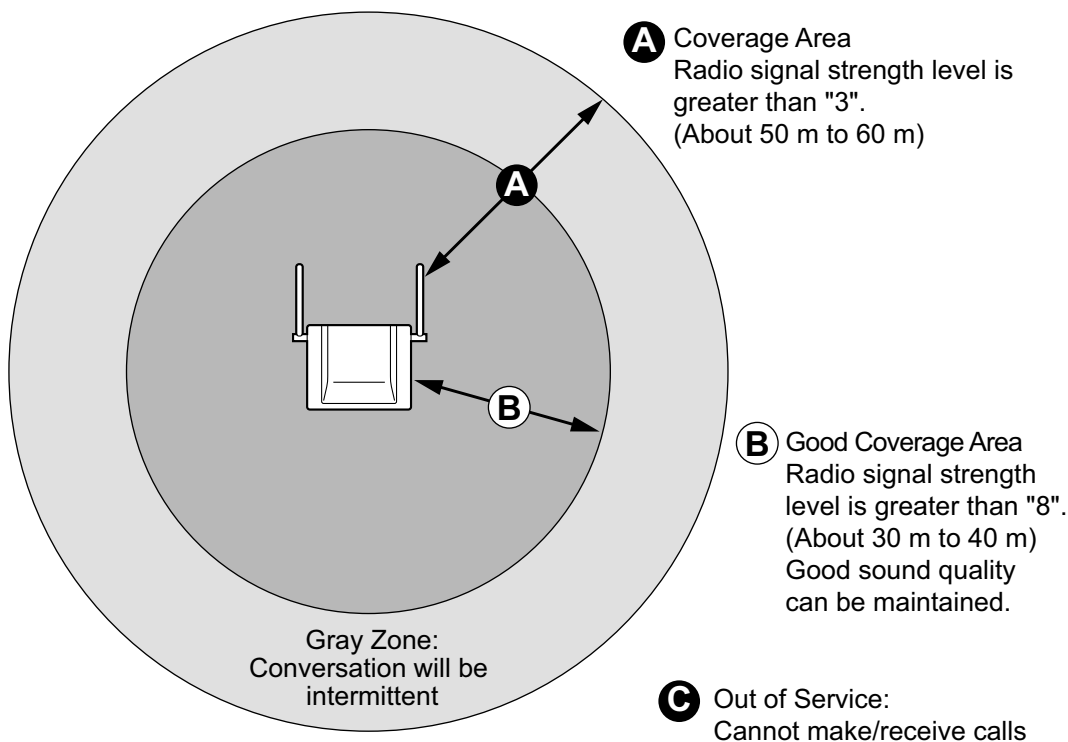 A Coverage Area
Radio signal strength level is
greater than "3".
(About 50 m to 60 m)
A
B
B Good Coverage Area
Radio signal strength
level is greater than "8".
(About 30 m to 40 m)
Good sound quality
can be maintained.
Gray Zone:
Conversation will be
intermittent
C Out of Service:
Cannot make/receive calls